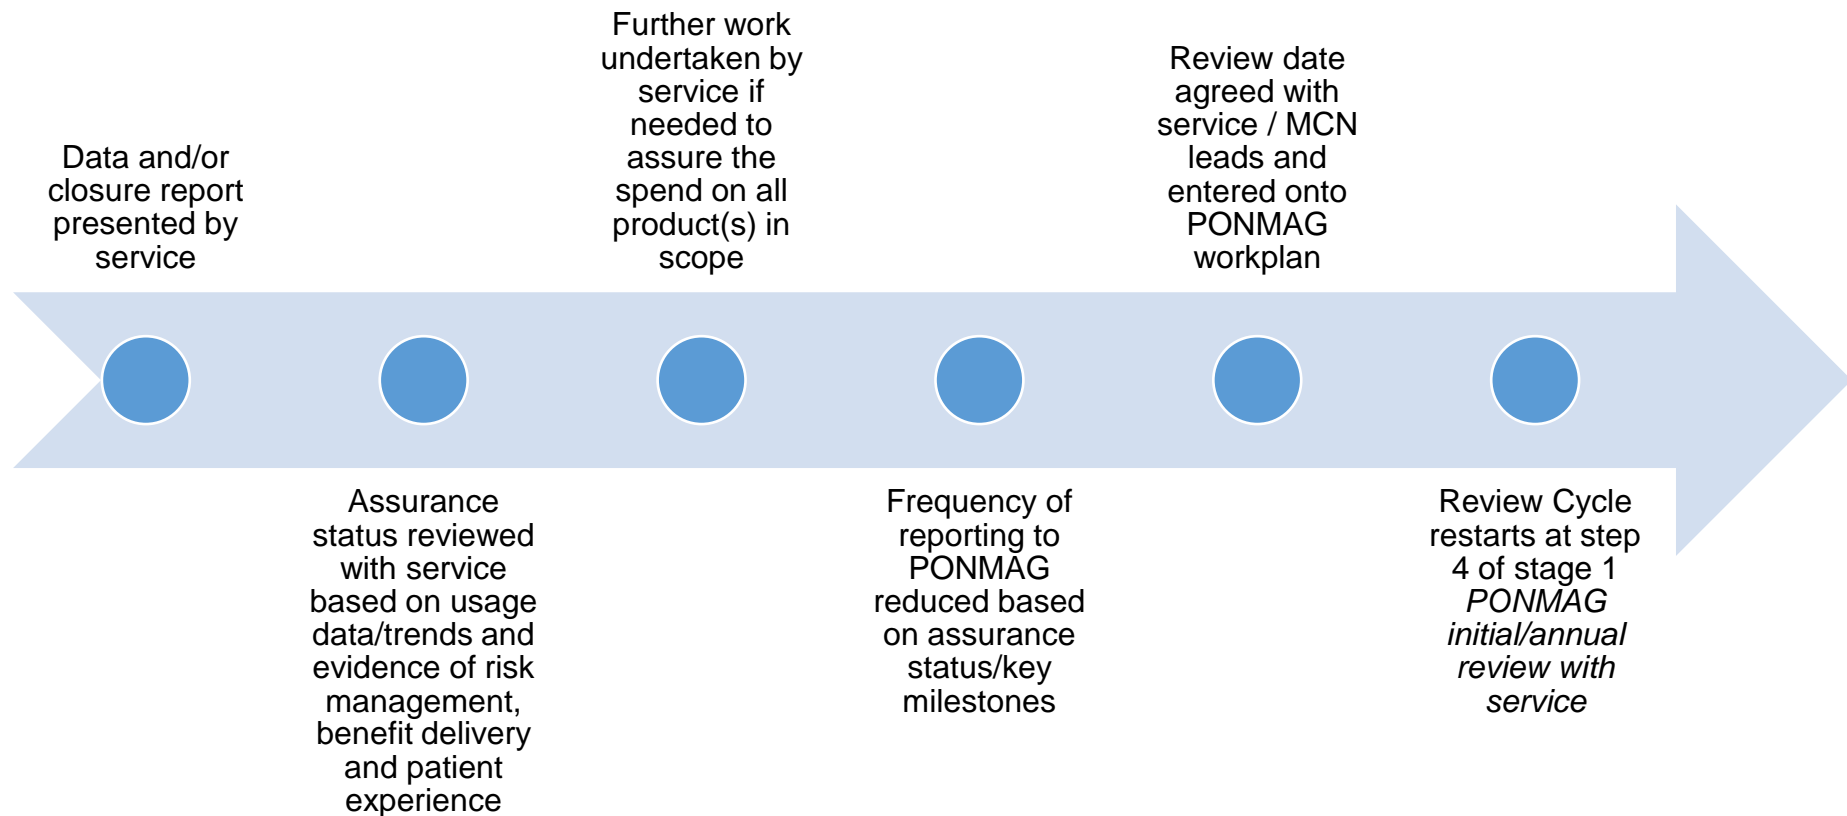 Data and/or
closure report
presented by
service
Assurance
status reviewed
with service
based on usage
data/trends and
evidence of risk
management,
benefit delivery
and patient
experience
Further work
undertaken by
service if
needed to
assure the
spend on all
product(s) in
scope
Frequency of
reporting to
PONMAG
reduced based
on assurance
status/key
milestones
Review date
agreed with
service / MCN
leads and
entered onto
PONMAG
workplan
Review Cycle
restarts at step
4 of stage 1
PONMAG
initial/annual
review with
service